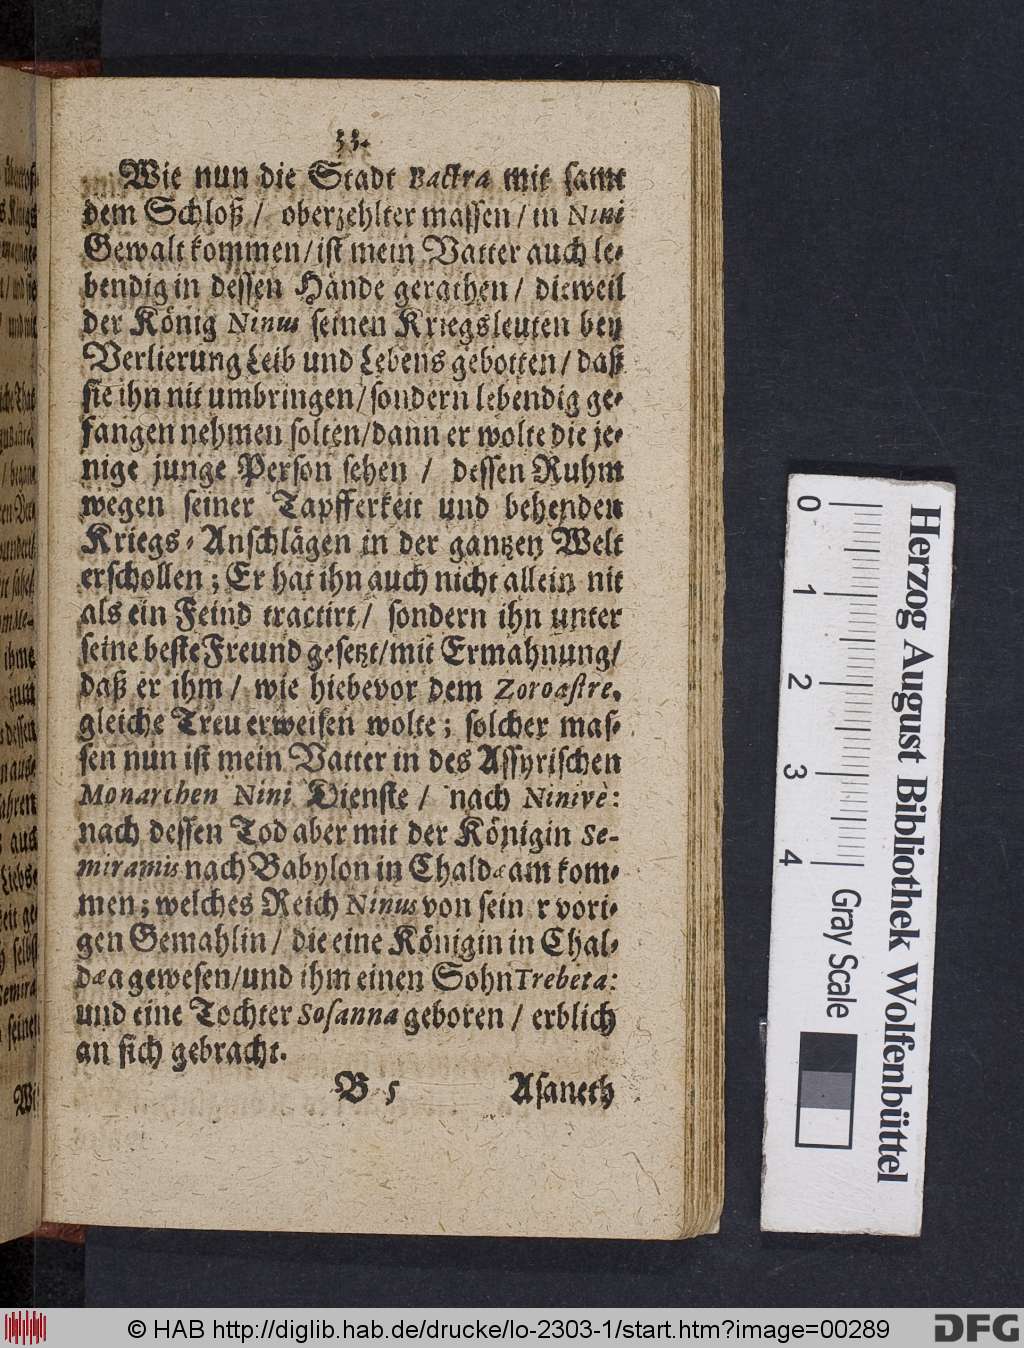 33.
Wie nun die Stadt Bactra mit samt
dem Schloß / oberzehlter massen / in Nini
Gewalt kommen / ist mein Vatter auch le-
bendig in dessen Hände gerathen / dieweil
der König Ninus seinen Kriegsleuten bey
Verlierung Leib und Lebens gebotten / daß
sie ihn nit umbringen / sondern lebendig ge-
fangen nehmen solten / dann er wolte die je-
nige junge Person sehen / dessen Ruhm
wegen seiner Tapfferkeit und behenden
Kriegs-Anschlägen in der gantzen Welt
erschollen; Er hat ihn auch nicht allein nit
als ein Feind tractirt / sondern ihn unter
seine beste Freund gesetzt / mit Ermahnung /
daß er ihm / wie hiebevor dem Zoroastre,
gleiche Treu erweisen wolte; solcher mas-
sen nun ist mein Vatter in des Assyrischen
Monarchen Nini Dienste / nach Ninivè:
nach dessen Tod aber mit der Königin Se-
miramis nach Babylon in Chaldæam kom-
men; welches Reich Ninus von sein r vori-
gen Gemahlin / die eine Königin in Chal-
dæa gewesen / und ihm einen Sohn Trebeta:
und eine Tochter Sosanna geboren / erblich
an sich gebracht.
B 5 Asaneth
Wi
0 1 2 3 4
Gray Scale
Herzog August Bibliothek Wolfenbüttel
© HAB http://diglib.hab.de/drucke/lo-2303-1/start.htm?image=00289
DFG